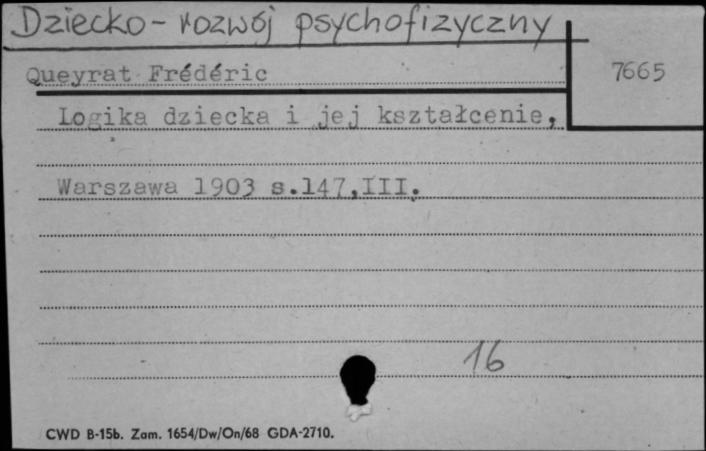 Dziecko - rozwój psychofizyczny
Queyrat Frédéric
7665
Logika dziecka i jej kształcenie,
Warszawa 1903 s.147,III.
16
CWD B-15b. Zam. 1654/Dw/On/68 GDA-2710.